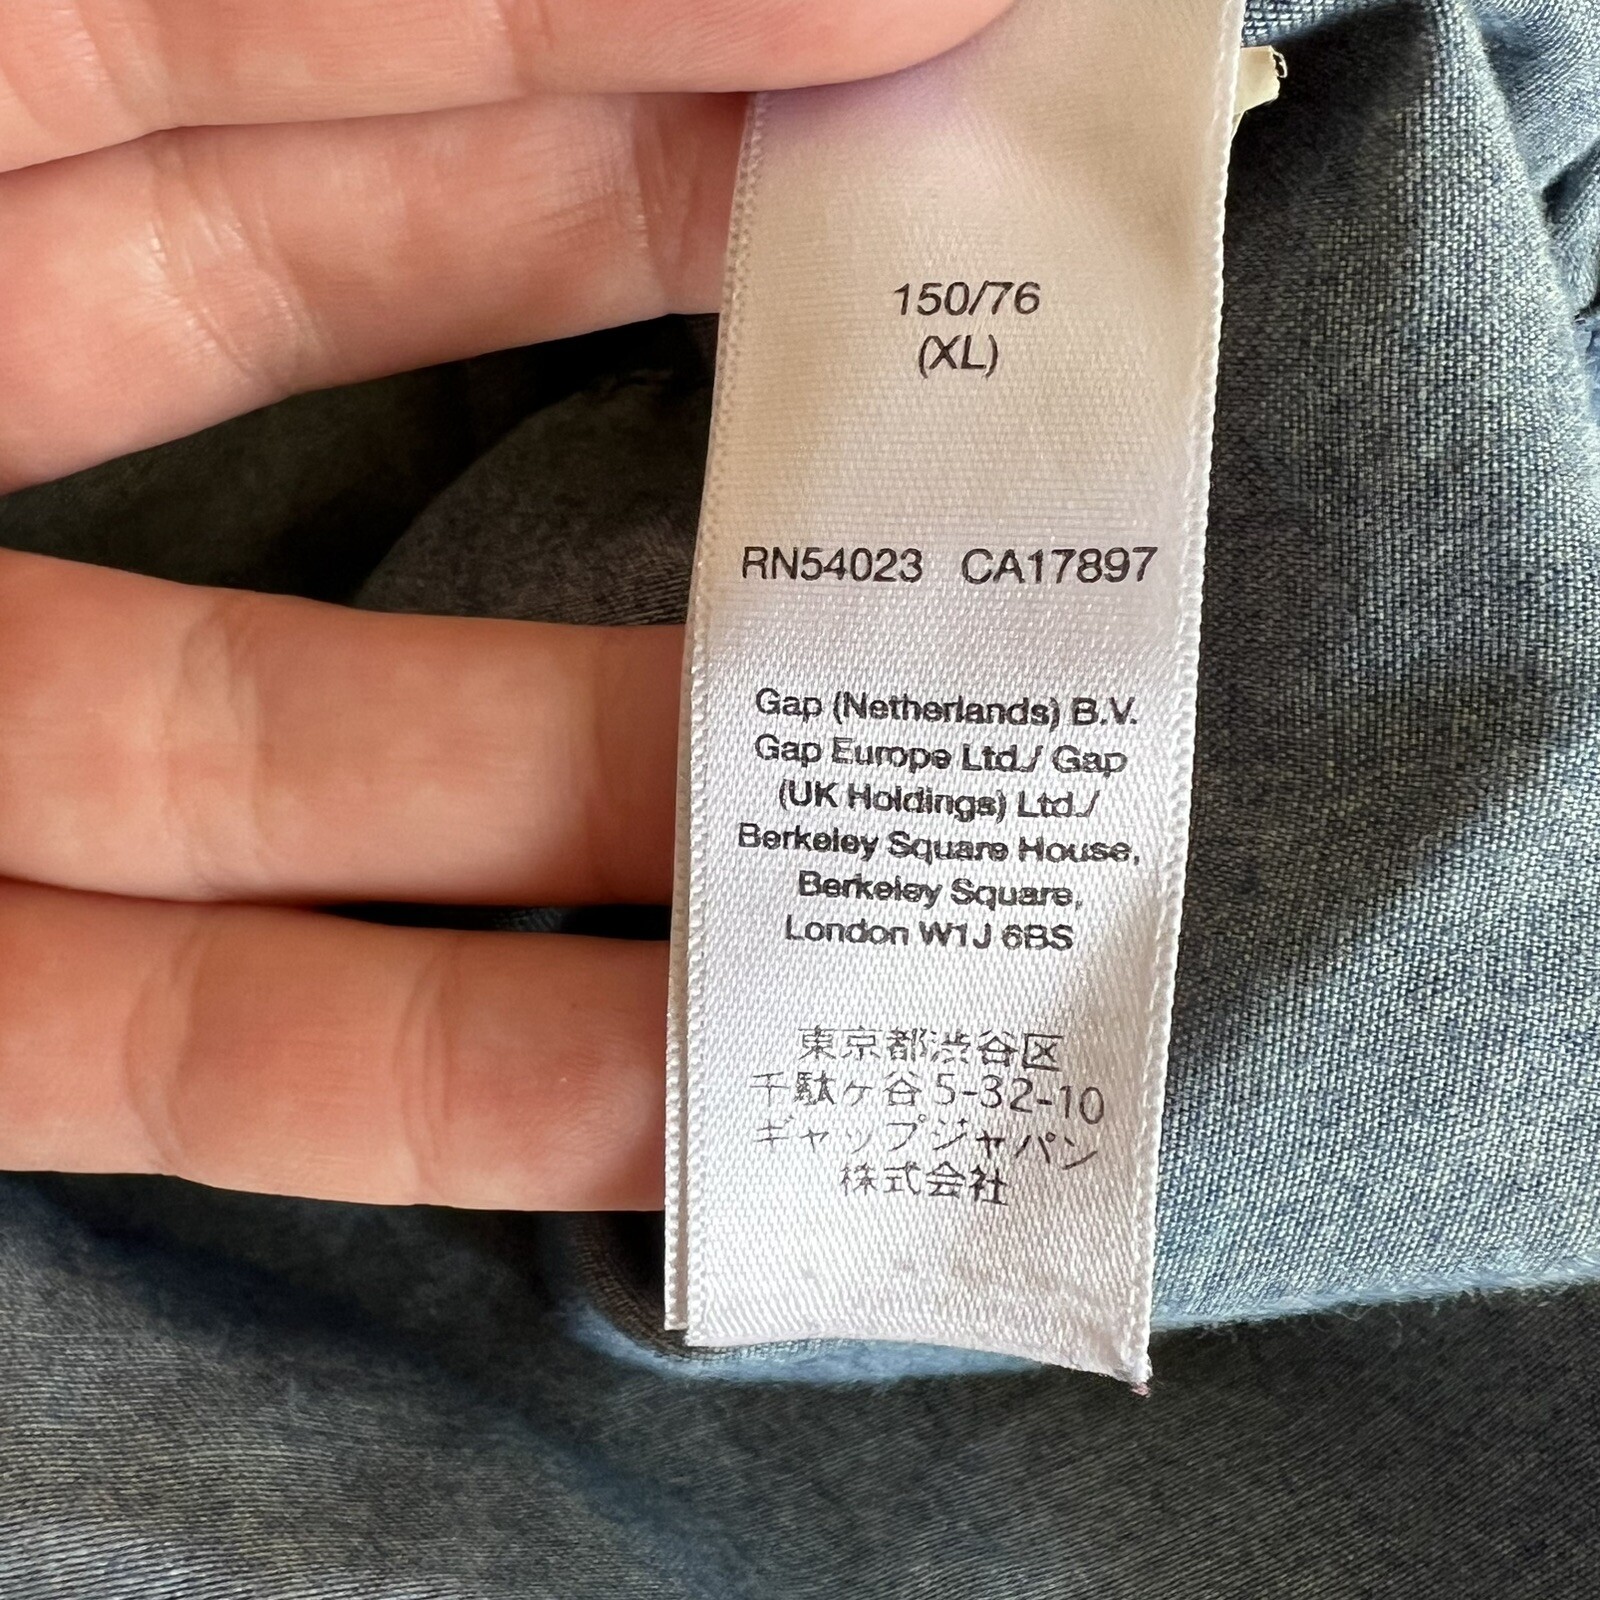 150/76
(XL)
RN54023 CA17897
Gap (Netherlands) B.V.
Gap Europe Ltd./ Gap
(UK Holdings) Ltd./
Berkeley Square House,
Berkeley Square,
London W1J 6BS
東京都渋谷区
千駄ヶ谷 5-32-10
ギャップジャパン
株式会社